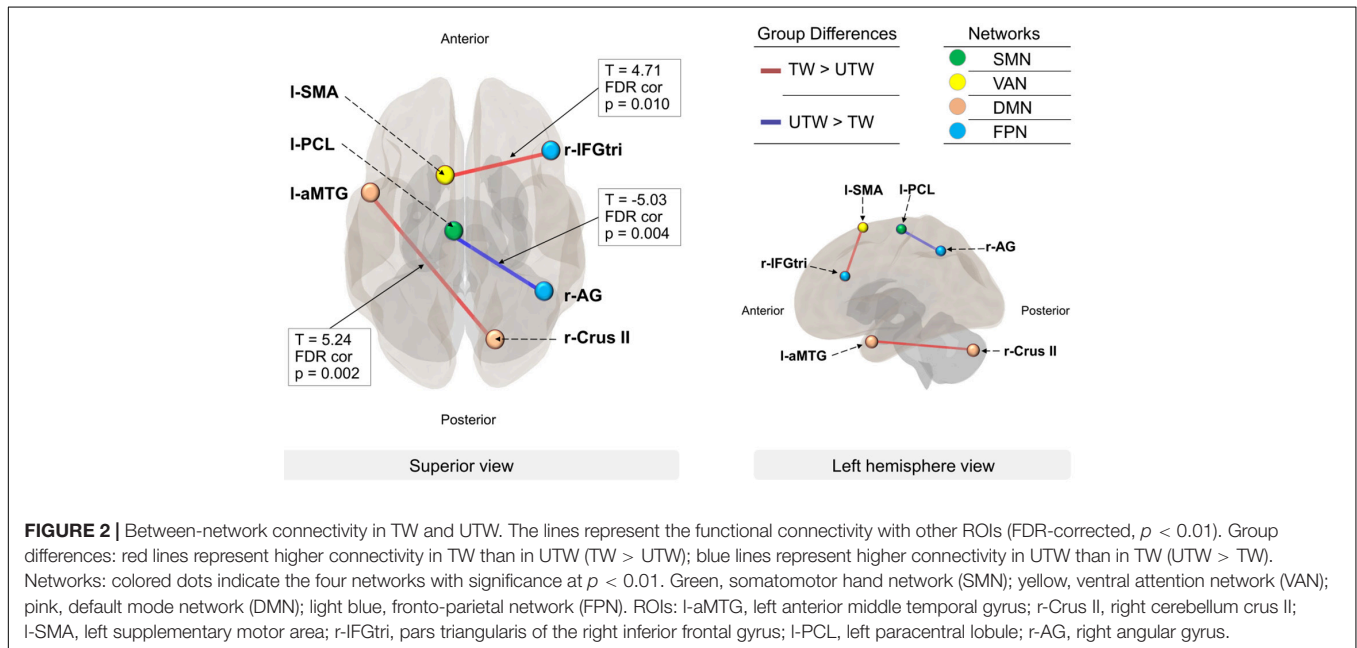 Anterior
l-SMA
l-PCL
l-aMTG
T = 4.71
FDR cor
p = 0.010
r-IFGtri
T = -5.03
FDR cor
p = 0.004
r-AG
r-Crus II
T = 5.24
FDR cor
p = 0.002
Posterior
Superior view
Group Differences
TW > UTW
UTW > TW
Networks
SMN
VAN
DMN
FPN
l-SMA
l-PCL
r-AG
r-IFGtri
Anterior
Posterior
l-aMTG
r-Crus II
Left hemisphere view
FIGURE 2 | Between-network connectivity in TW and UTW. The lines represent the functional connectivity with other ROIs (FDR-corrected, p < 0.01). Group
differences: red lines represent higher connectivity in TW than in UTW (TW > UTW); blue lines represent higher connectivity in UTW than in TW (UTW > TW).
Networks: colored dots indicate the four networks with significance at p < 0.01. Green, somatomotor hand network (SMN); yellow, ventral attention network (VAN);
pink, default mode network (DMN); light blue, fronto-parietal network (FPN). ROIs: l-aMTG, left anterior middle temporal gyrus; r-Crus II, right cerebellum crus II;
l-SMA, left supplementary motor area; r-IFGtri, pars triangularis of the right inferior frontal gyrus; l-PCL, left paracentral lobule; r-AG, right angular gyrus.